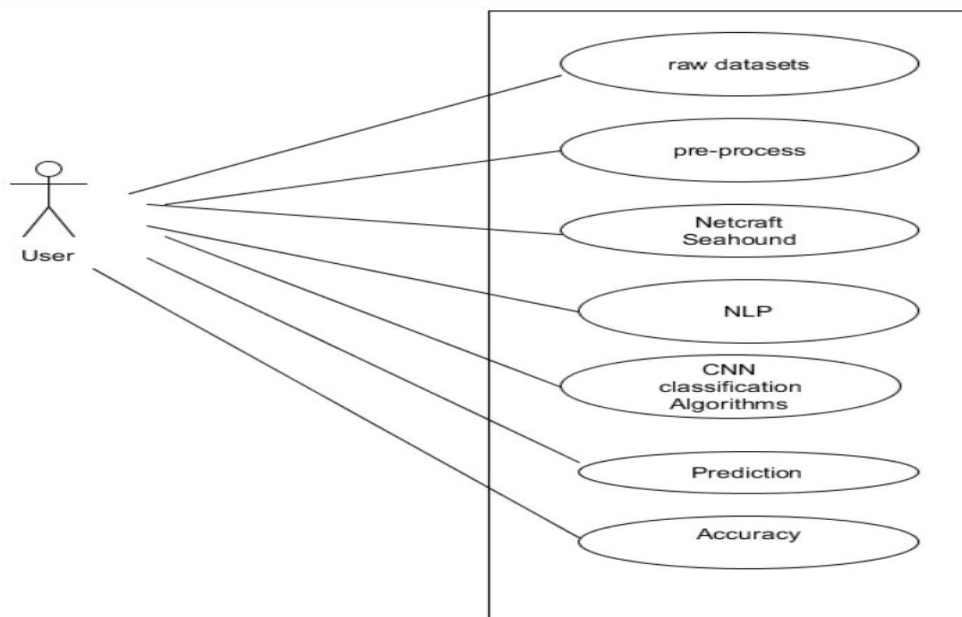 raw datasets
pre-process
Netcraft
Seahound
User
NLP
CNN
classification
Algorithms
Prediction
Accuracy